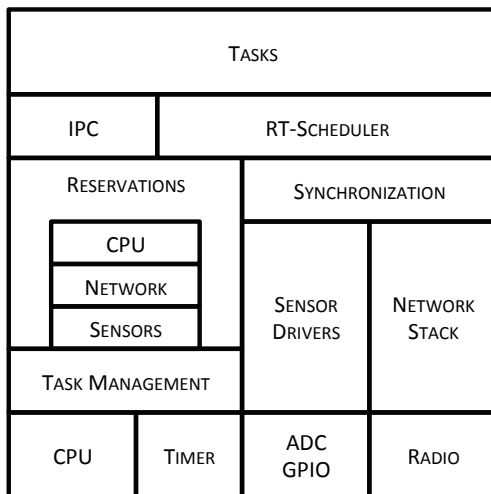 TASKS
IPC
RT-SCHEDULER
RESERVATIONS
SYNCHRONIZATION
CPU
NETWORK
SENSORS
SENSOR
DRIVERS
NETWORK
STACK
TASK MANAGEMENT
CPU
TIMER
ADC
GPIO
RADIO